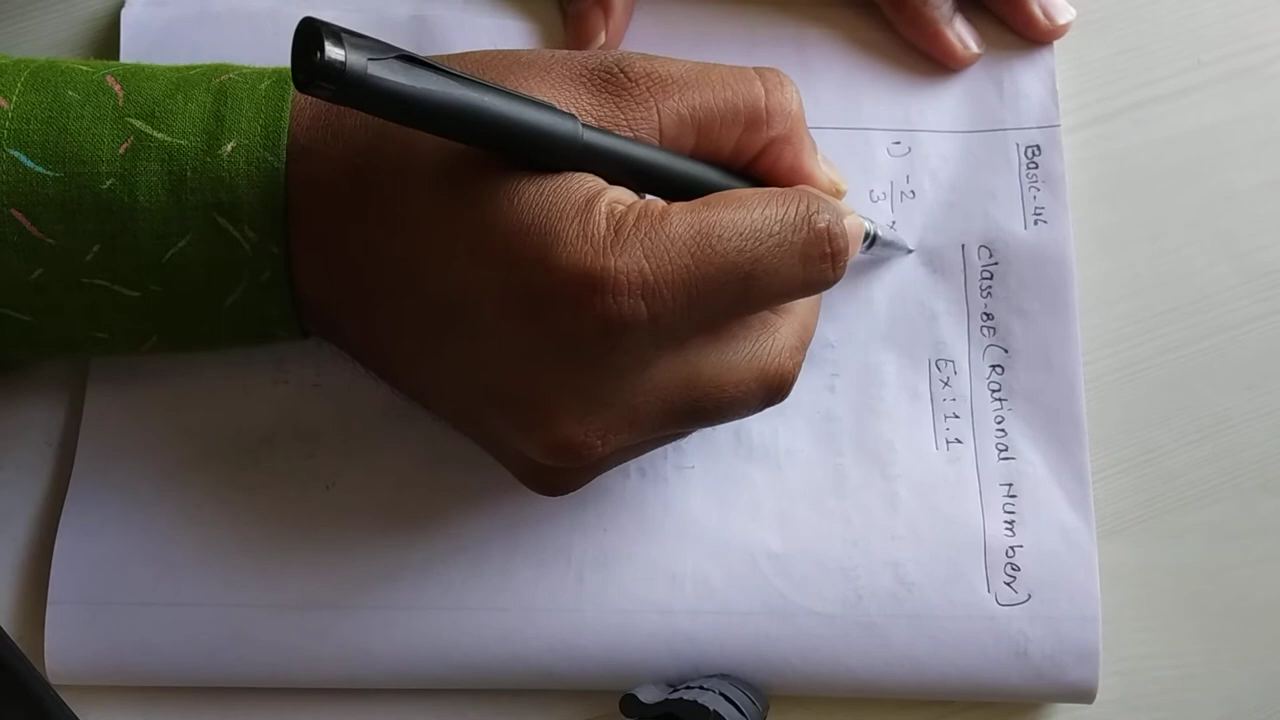 Basic-46
Class-8E (Rational Number)
Ex: 1.1
1) -2/3 ×